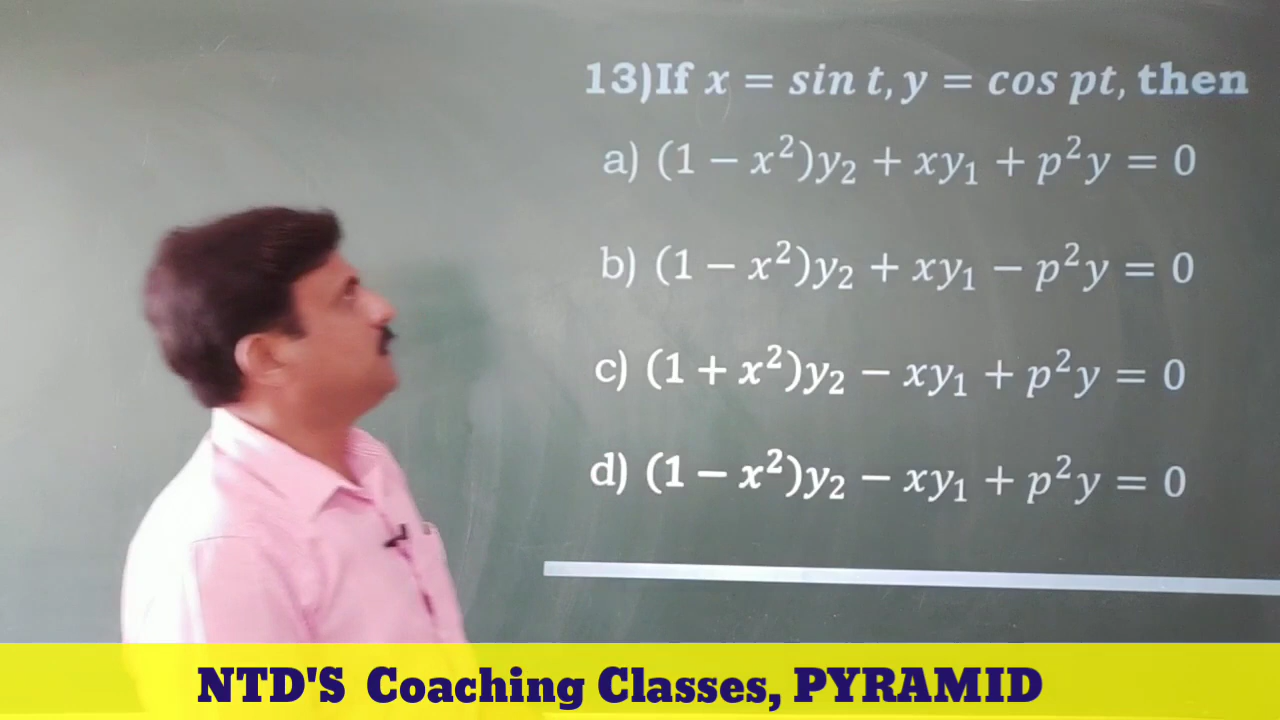 13)If x = sin t, y = cos pt, then
a) (1 − x²)y₂ + xy₁ + p²y = 0
b) (1 − x²)y₂ + xy₁ − p²y = 0
c) (1 + x²)y₂ − xy₁ + p²y = 0
d) (1 − x²)y₂ − xy₁ + p²y = 0
NTD'S Coaching Classes, PYRAMID